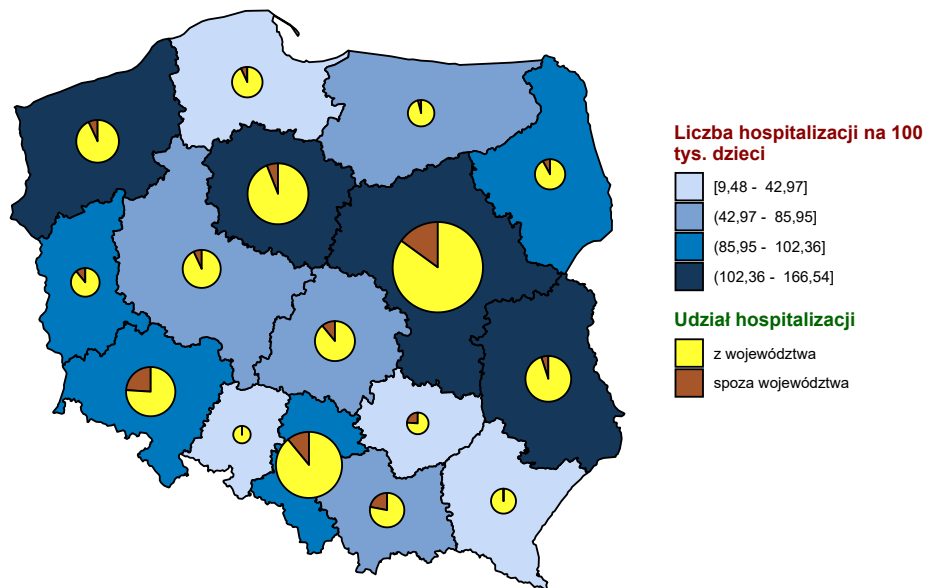 Liczba hospitalizacji na 100
tys. dzieci
[9,48 - 42,97]
(42,97 - 85,95]
(85,95 - 102,36]
(102,36 - 166,54]
Udział hospitalizacji
z województwa
spoza województwa